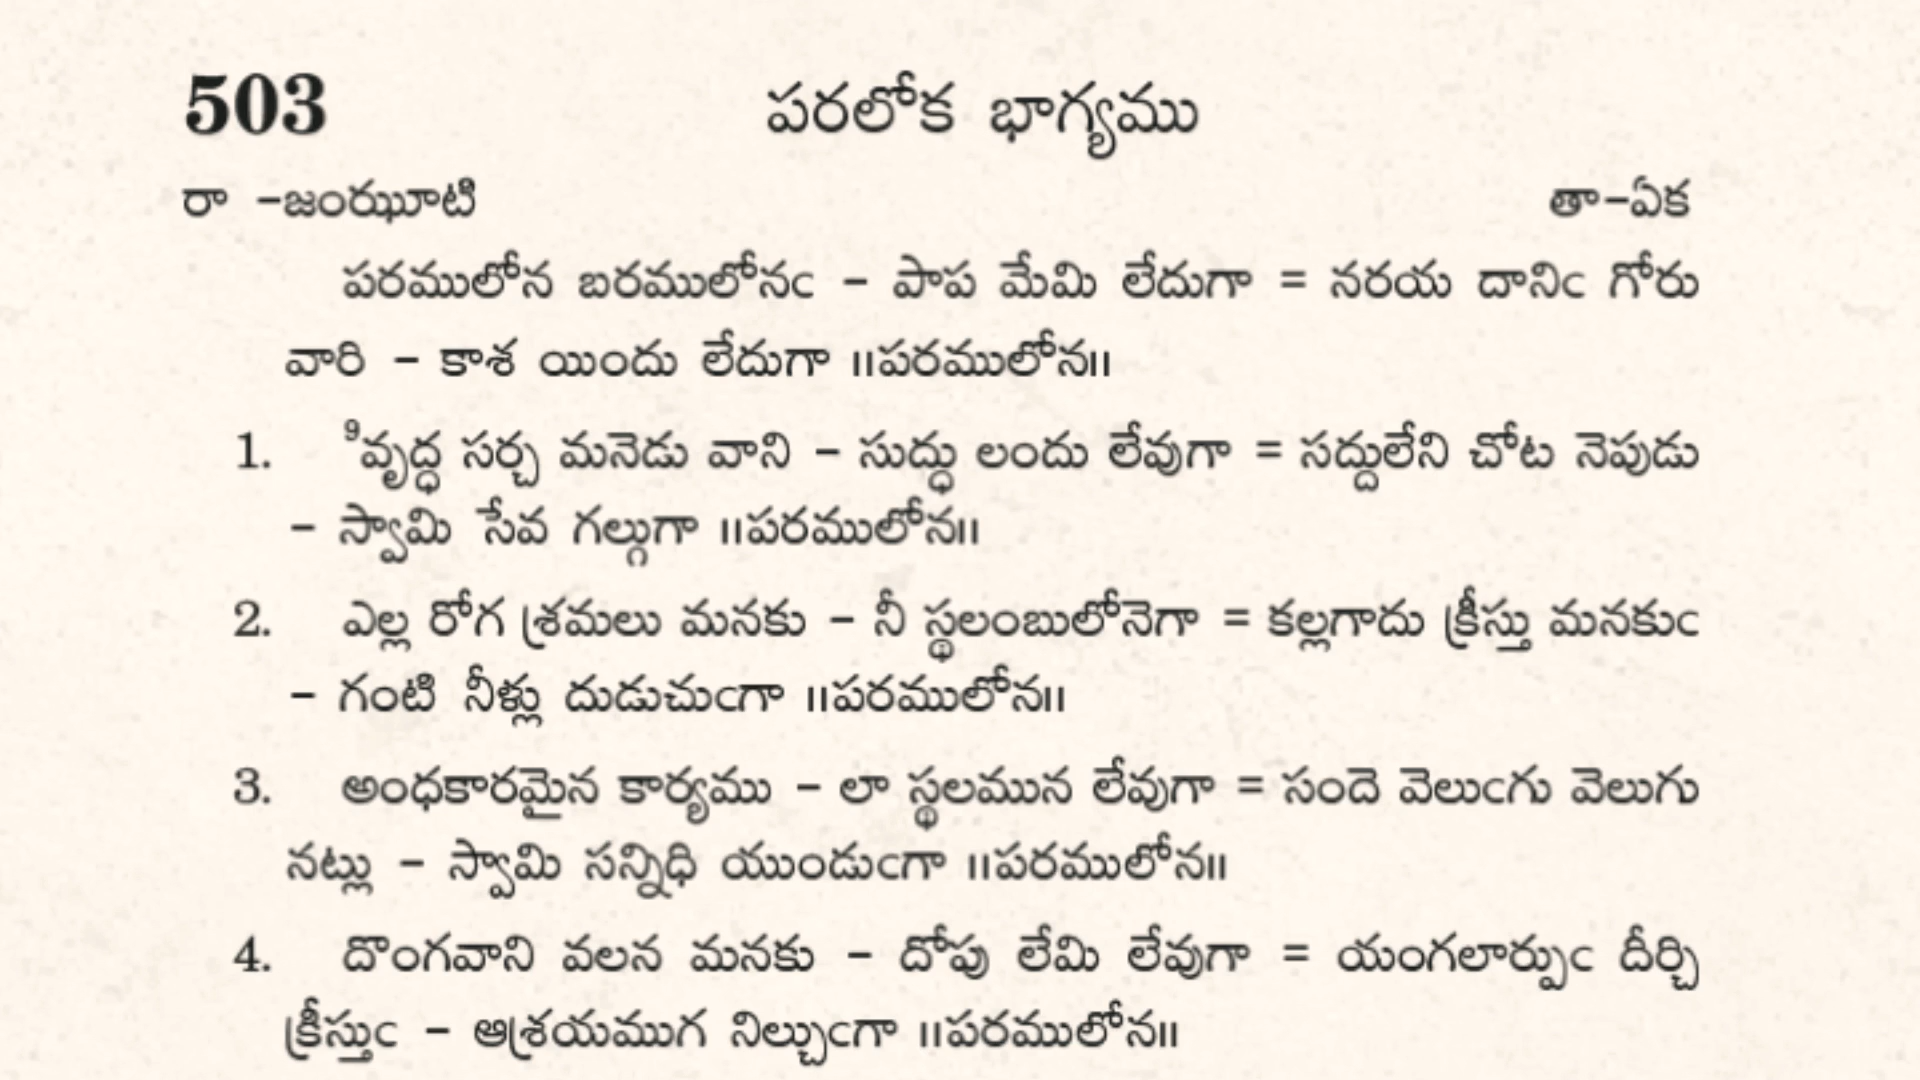 503 పరలోక భాగ్యము
రా -జంఝూటి తా-ఏక
పరములోన బరములోనఁ - పాప మేమి లేదుగా = నరయ దానిఁ గోరు
వారి - కాశ యిందు లేదుగా ॥పరములోన॥
1. 9వృద్ధ సర్ప మనెడు వాని - సుద్ధు లందు లేవుగా = సద్దులేని చోట నెపుడు
- స్వామి సేవ గల్గుగా ॥పరములోన॥
2. ఎల్ల రోగ శ్రమలు మనకు - నీ స్థలంబులోనెగా = కల్లగాదు క్రీస్తు మనకుఁ
- గంటి నీళ్లు దుడుచుఁగా ॥పరములోన॥
3. అంధకారమైన కార్యము - లా స్థలమున లేవుగా = సందె వెలుఁగు వెలుగు
నట్లు - స్వామి సన్నిధి యుండుఁగా ॥పరములోన॥
4. దొంగవాని వలన మనకు - దోపు లేమి లేవుగా = యంగలార్పుఁ దీర్చి
క్రీస్తుఁ - ఆశ్రయముగ నిల్చుఁగా ॥పరములోన॥